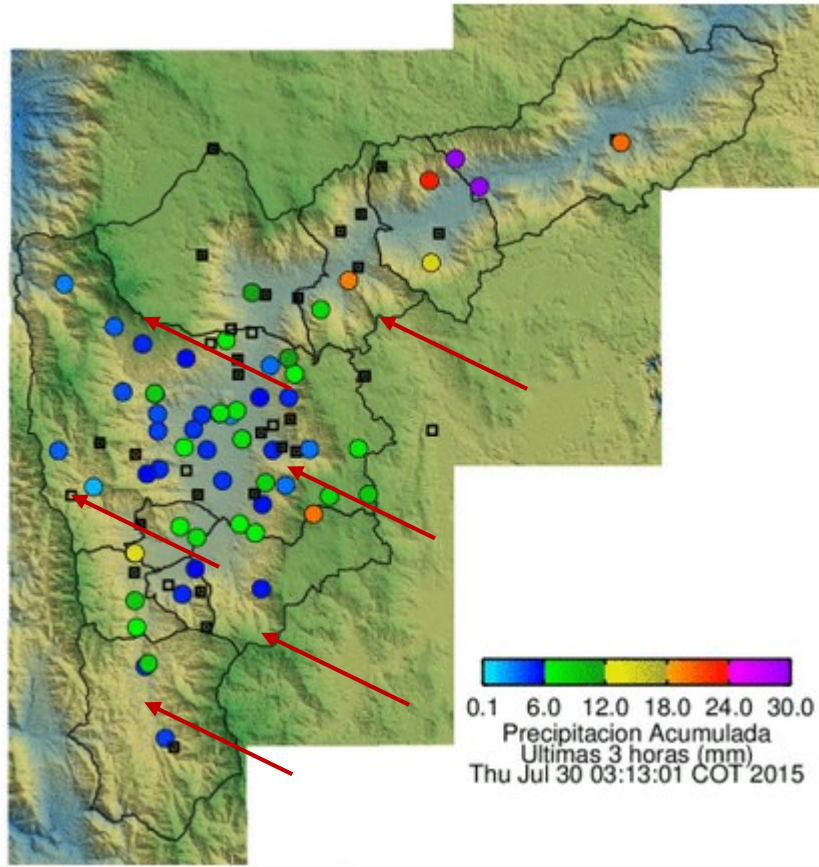 0.1 6.0 12.0 18.0 24.0 30.0
Precipitacion Acumulada
Ultimas 3 horas (mm)
Thu Jul 30 03:13:01 COT 2015